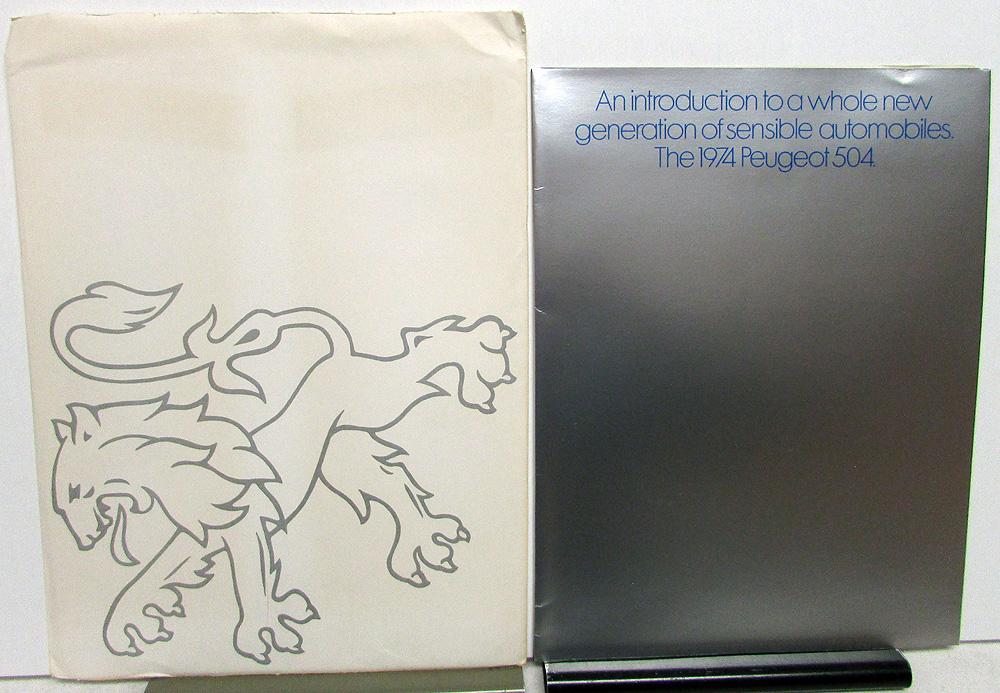 An introduction to a whole new
generation of sensible automobiles.
The 1974 Peugeot 504.